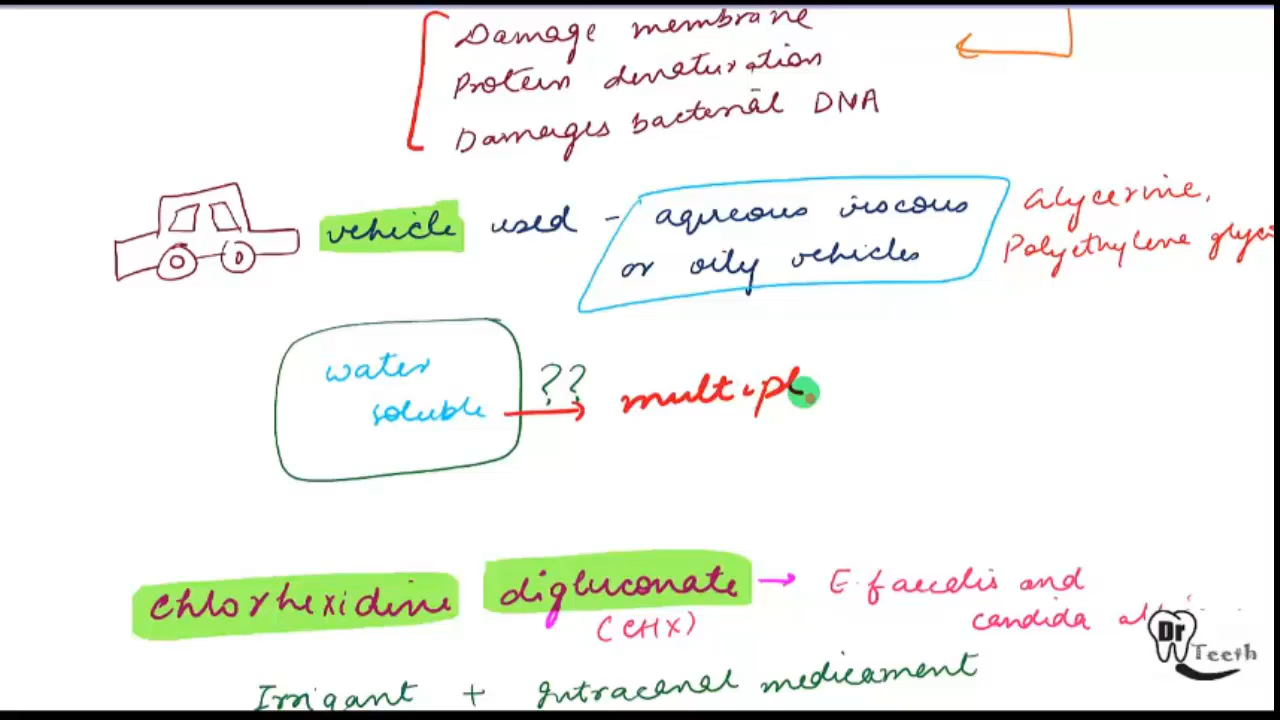 Damage membrane
Protein denaturation
Damages bacterial DNA
vehicle used - aqueous viscous
or oily vehicles
Glycerine,
Polyethylene glyc
water
soluble
??
multipl
chlorhexidine digluconate
(CHX)
E. faecalis and
candida
Irrigant + Intracanal medicament
Dr
Teeth